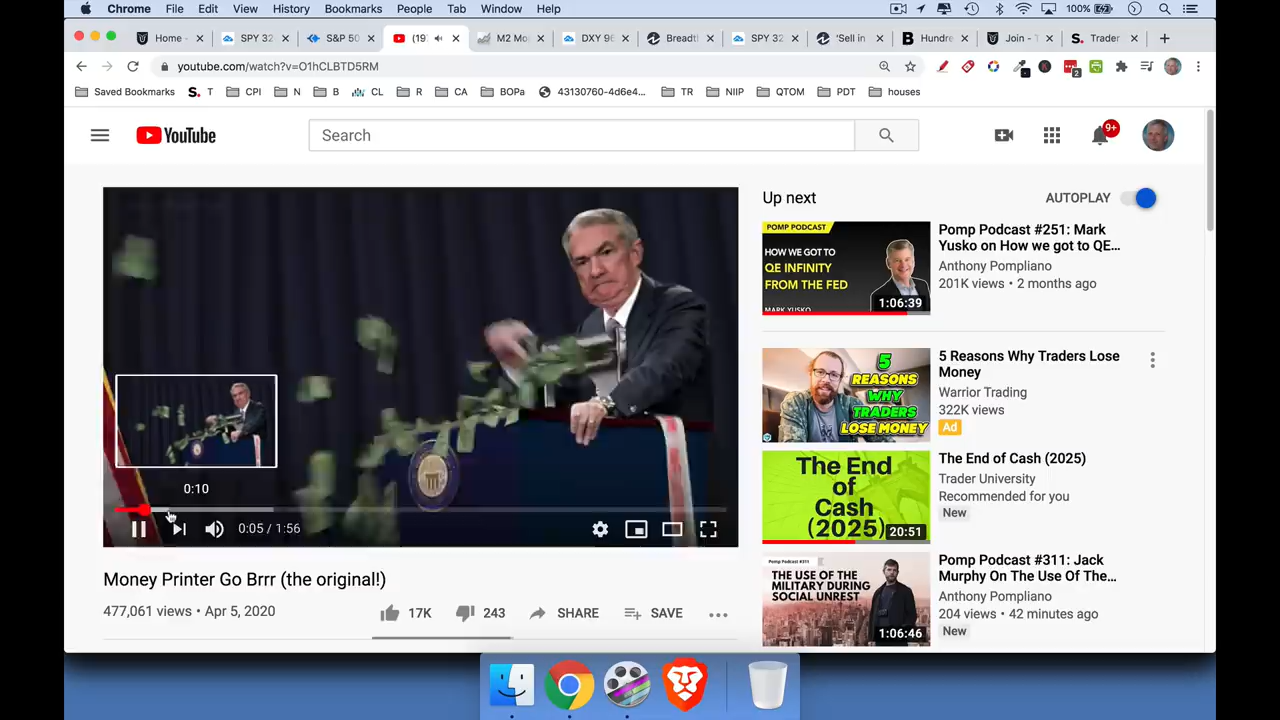 Chrome File Edit View History Bookmarks People Tab Window Help 100%
Home - SPY 32 S&P 50 (19 M2 Mo DXY 96 Breadt SPY 32 'Sell in Hundre Join - T Trader
youtube.com/watch?v=O1hCLBTD5RM
Saved Bookmarks S. T CPI N B CL R CA BOPa 43130760-4d6e4... TR NIIP QTOM PDT houses
YouTube
Search
9+
Up next
AUTOPLAY
POMP PODCAST
HOW WE GOT TO
QE INFINITY
FROM THE FED
MARK YUSKO
1:06:39
Pomp Podcast #251: Mark
Yusko on How we got to QE...
Anthony Pompliano
201K views • 2 months ago
5
REASONS
WHY
TRADERS
LOSE MONEY
5 Reasons Why Traders Lose
Money
Warrior Trading
322K views
Ad
The End
of
Cash
(2025)
20:51
The End of Cash (2025)
Trader University
Recommended for you
New
Pomp Podcast #311
THE USE OF THE
MILITARY DURING
SOCIAL UNREST
1:06:46
Pomp Podcast #311: Jack
Murphy On The Use Of The...
Anthony Pompliano
204 views • 42 minutes ago
New
0:10
0:05 / 1:56
Money Printer Go Brrr (the original!)
477,061 views • Apr 5, 2020
17K 243 SHARE SAVE